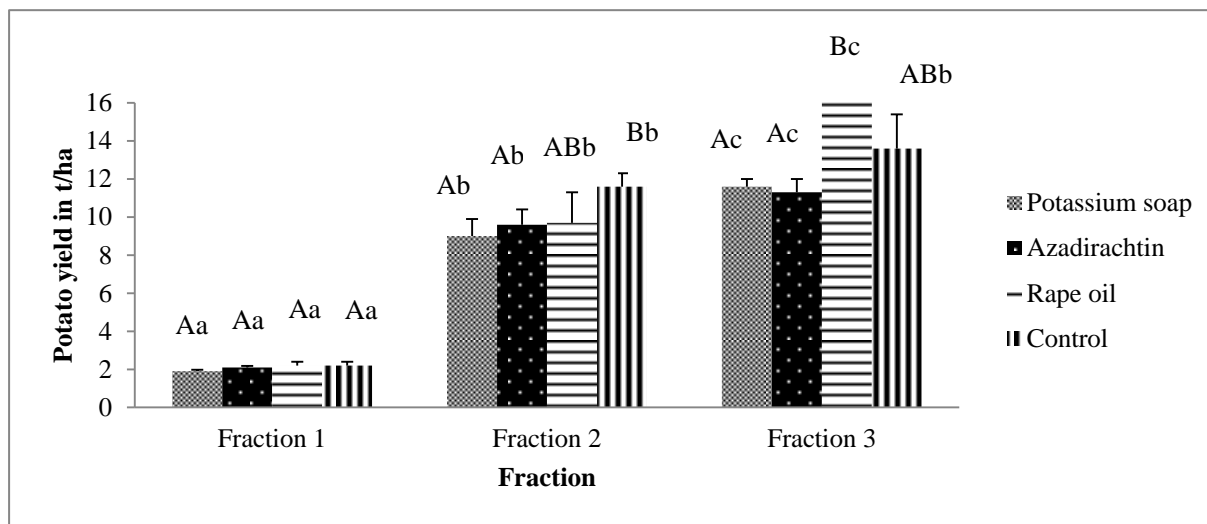 Bc
ABb
16
14
12
10
8
6
4
2
0
Potato yield in t/ha
Aa Aa Aa Aa
Ab Ab ABb Bb
Ac Ac
Fraction 1 Fraction 2 Fraction 3
Fraction
Potassium soap
Azadirachtin
Rape oil
Control